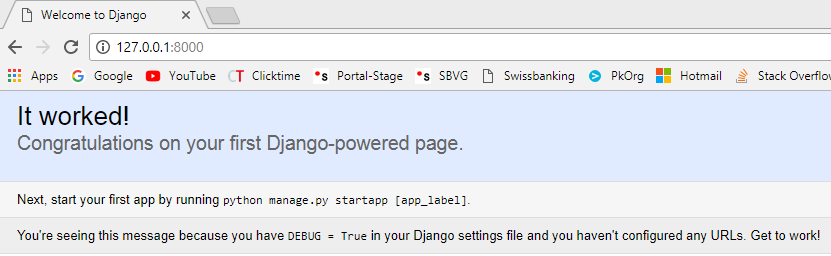 Welcome to Django
127.0.0.1:8000
Apps Google YouTube Clicktime Portal-Stage SBVG Swissbanking PkOrg Hotmail Stack Overflo
It worked!
Congratulations on your first Django-powered page.
Next, start your first app by running python manage.py startapp [app_label].
You're seeing this message because you have DEBUG = True in your Django settings file and you haven't configured any URLs. Get to work!